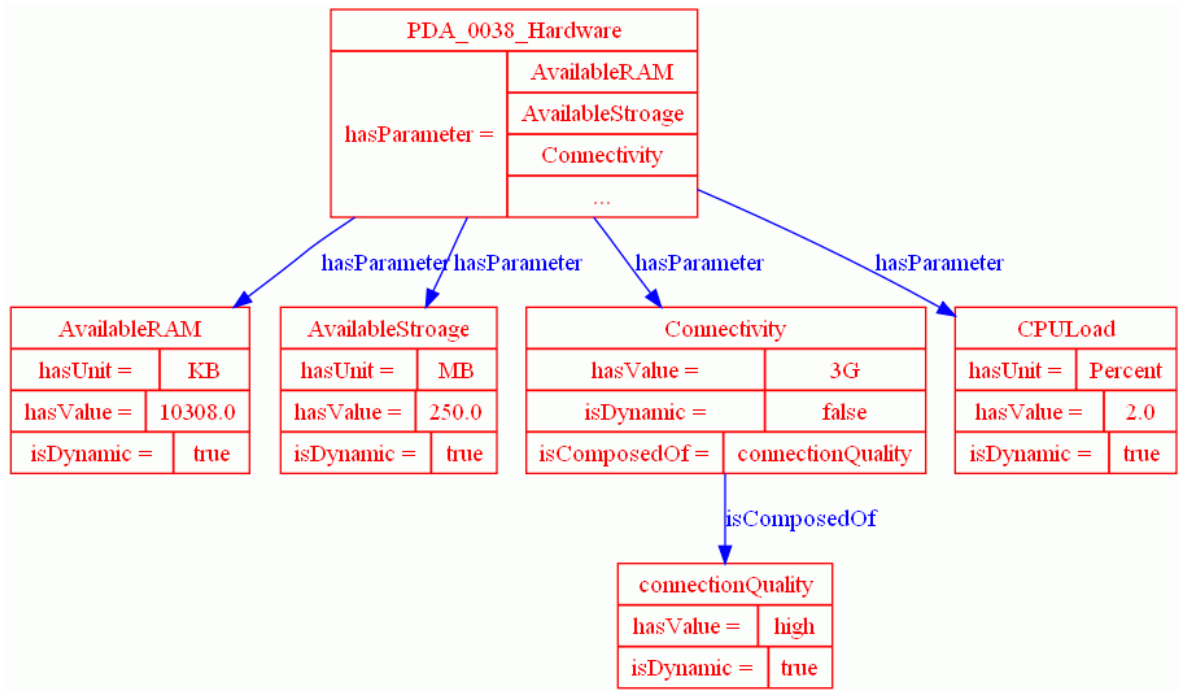 PDA_0038_Hardware
hasParameter =
AvailableRAM
AvailableStroage
Connectivity
...
hasParameter
hasParameter
hasParameter
hasParameter
AvailableRAM
hasUnit = KB
hasValue = 10308.0
isDynamic = true
AvailableStroage
hasUnit = MB
hasValue = 250.0
isDynamic = true
Connectivity
hasValue = 3G
isDynamic = false
isComposedOf = connectionQuality
CPULoad
hasUnit = Percent
hasValue = 2.0
isDynamic = true
isComposedOf
connectionQuality
hasValue = high
isDynamic = true